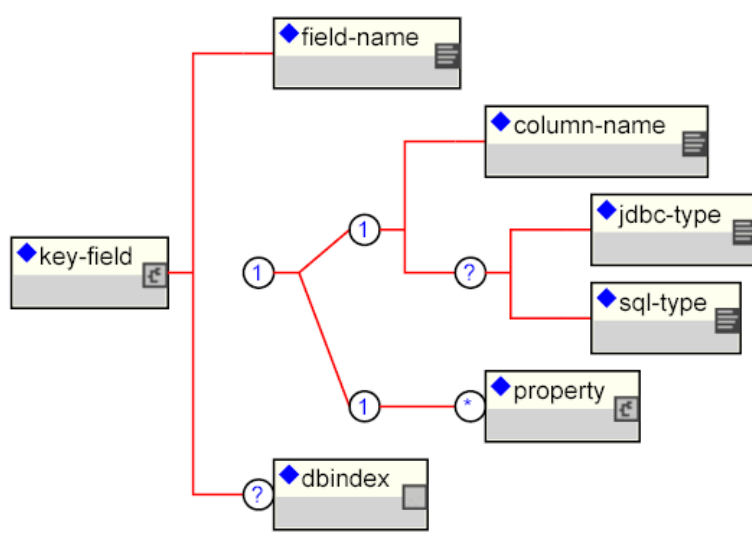 field-name
column-name
1
jdbc-type
key-field
1
?
sql-type
property
1
*
dbindex
?